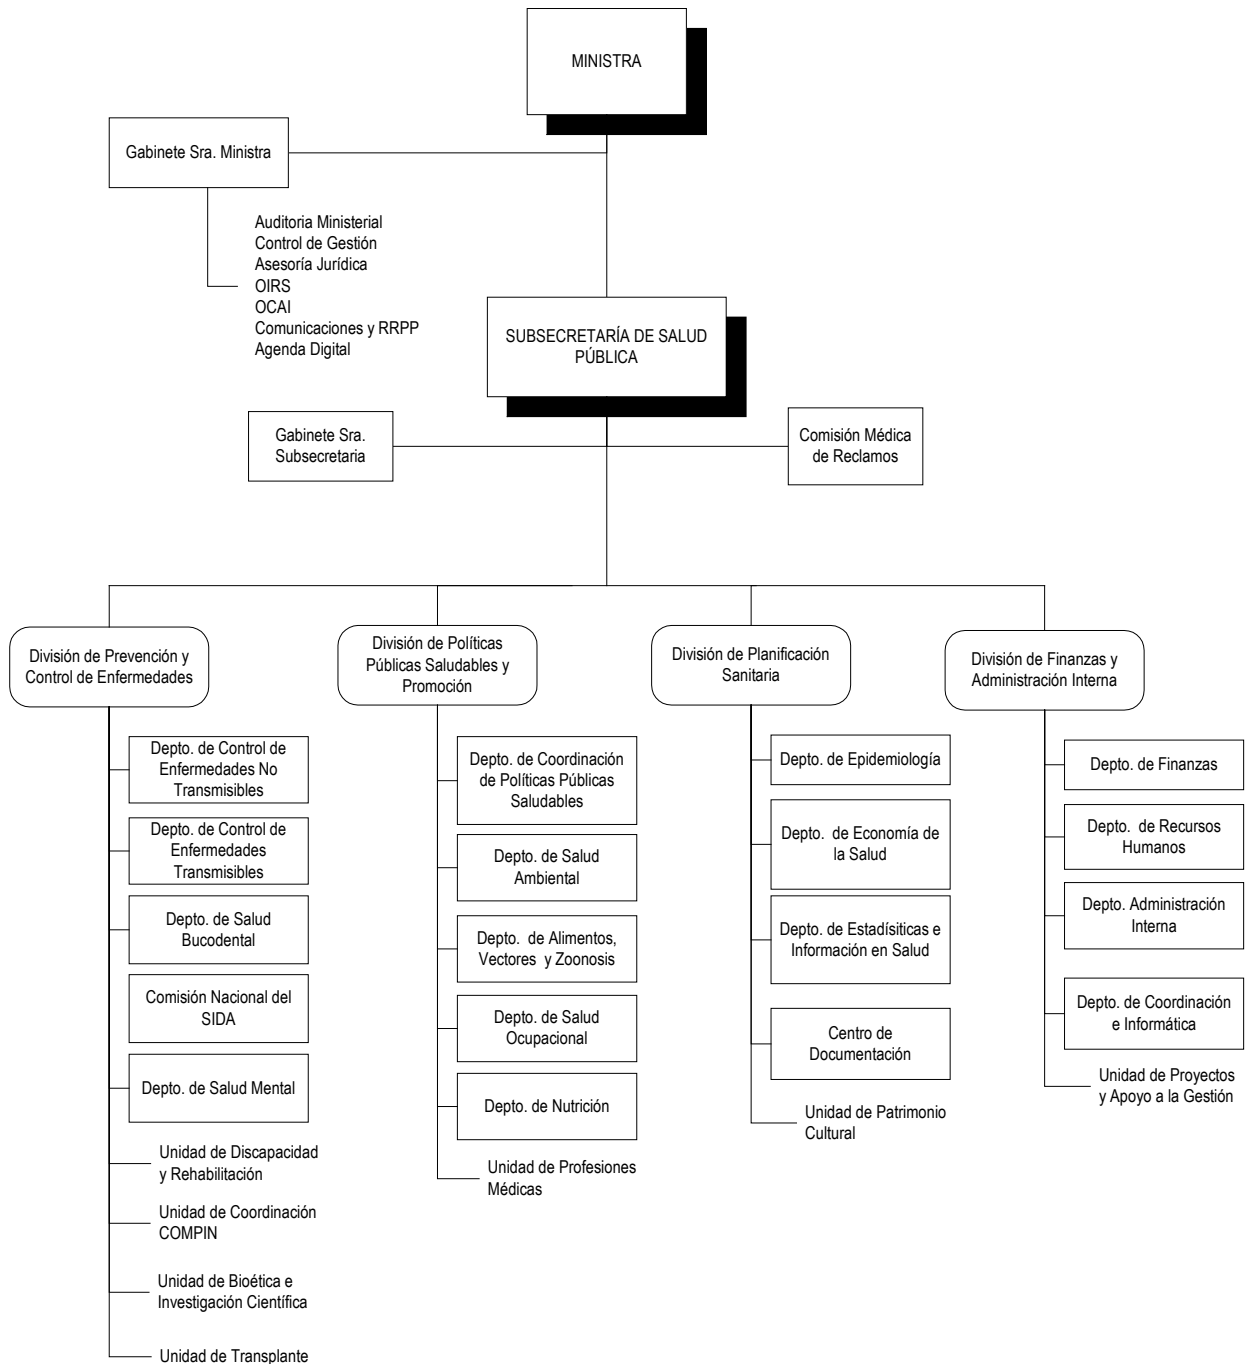 MINISTRA
Gabinete Sra. Ministra
Auditoria Ministerial
Control de Gestión
Asesoría Jurídica
OIRS
OCAI
Comunicaciones y RRPP
Agenda Digital
SUBSECRETARÍA DE SALUD
PÚBLICA
Gabinete Sra.
Subsecretaria
Comisión Médica
de Reclamos
División de Prevención y
Control de Enfermedades
Depto. de Control de
Enfermedades No
Transmisibles
Depto. de Control de
Enfermedades
Transmisibles
Depto. de Salud
Bucodental
Comisión Nacional del
SIDA
Depto. de Salud Mental
Unidad de Discapacidad
y Rehabilitación
Unidad de Coordinación
COMPIN
Unidad de Bioética e
Investigación Científica
Unidad de Transplante
División de Políticas
Públicas Saludables y
Promoción
Depto. de Coordinación
de Políticas Públicas
Saludables
Depto. de Salud
Ambiental
Depto. de Alimentos,
Vectores y Zoonosis
Depto. de Salud
Ocupacional
Depto. de Nutrición
Unidad de Profesiones
Médicas
División de Planificación
Sanitaria
Depto. de Epidemiología
Depto. de Economía de
la Salud
Depto. de Estadísiticas e
Información en Salud
Centro de
Documentación
Unidad de Patrimonio
Cultural
División de Finanzas y
Administración Interna
Depto. de Finanzas
Depto. de Recursos
Humanos
Depto. Administración
Interna
Depto. de Coordinación
e Informática
Unidad de Proyectos
y Apoyo a la Gestión